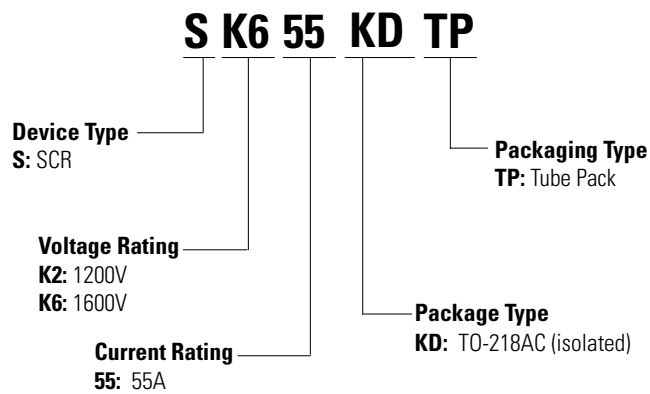 S K6 55 KD TP
Device Type
S: SCR
Packaging Type
TP: Tube Pack
Voltage Rating
K2: 1200V
K6: 1600V
Package Type
KD: TO-218AC (isolated)
Current Rating
55: 55A